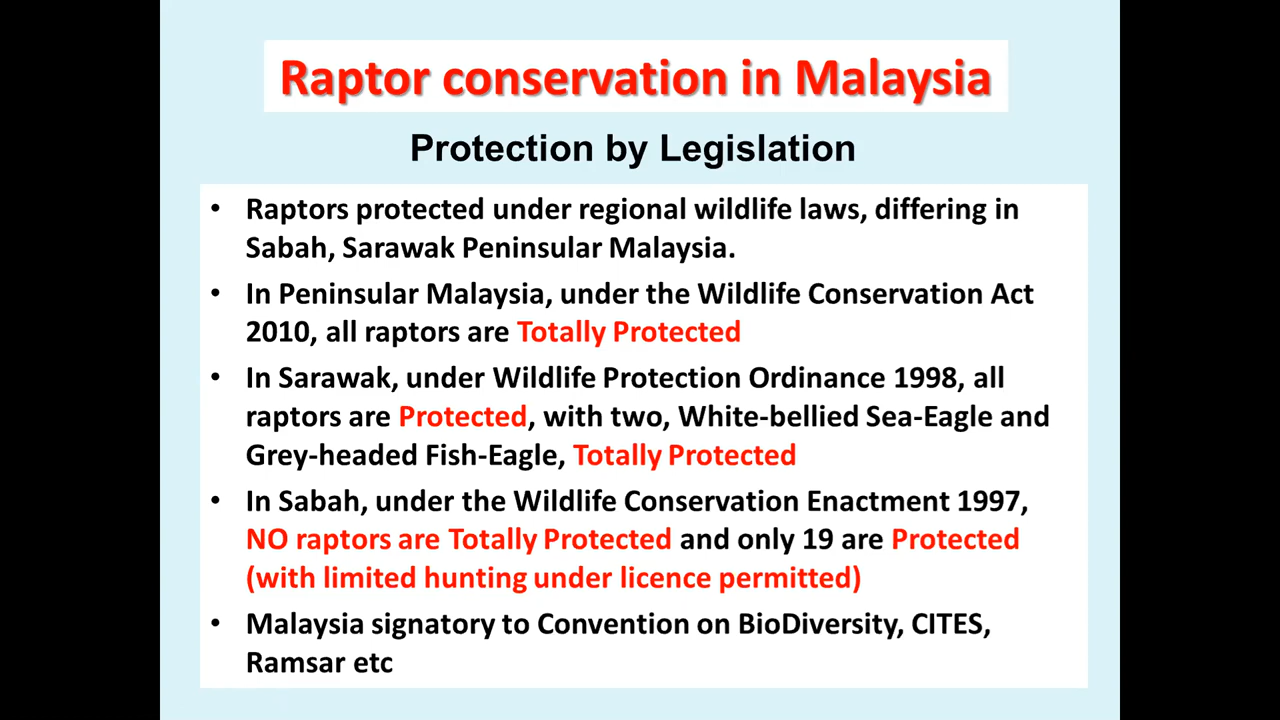 Raptor conservation in Malaysia
Protection by Legislation
• Raptors protected under regional wildlife laws, differing in
Sabah, Sarawak Peninsular Malaysia.
• In Peninsular Malaysia, under the Wildlife Conservation Act
2010, all raptors are Totally Protected
• In Sarawak, under Wildlife Protection Ordinance 1998, all
raptors are Protected, with two, White-bellied Sea-Eagle and
Grey-headed Fish-Eagle, Totally Protected
• In Sabah, under the Wildlife Conservation Enactment 1997,
NO raptors are Totally Protected and only 19 are Protected
(with limited hunting under licence permitted)
• Malaysia signatory to Convention on BioDiversity, CITES,
Ramsar etc